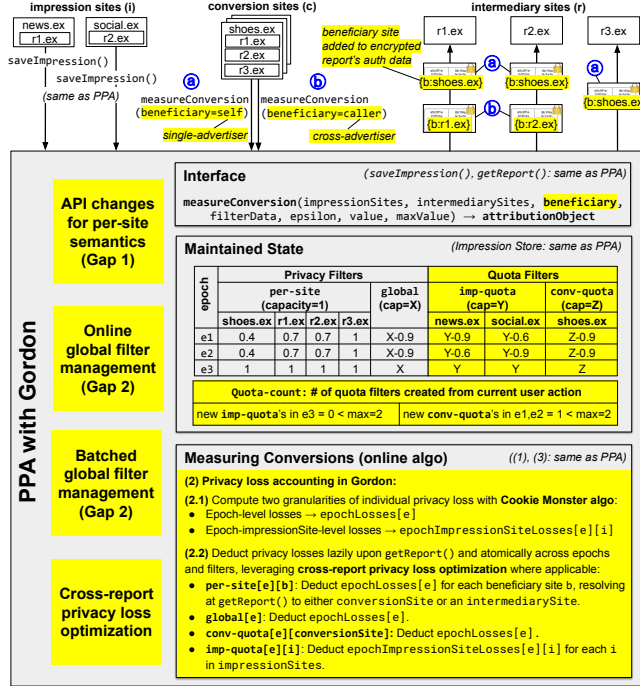 impression sites (i)
conversion sites (c)
intermediary sites (r)
news.ex
r1.ex
social.ex
r2.ex
shoes.ex
r1.ex
r2.ex
r3.ex
r1.ex
r2.ex
r3.ex
saveImpression()
saveImpression()
(same as PPA)
beneficiary site
added to encrypted
report's auth data
a
b
a
b
a
measureConversion
(beneficiary=self)
single-advertiser
measureConversion
(beneficiary=caller)
cross-advertiser
{b:shoes.ex}
{b:shoes.ex}
{b:shoes.ex}
{b:r1.ex}
{b:r2.ex}
PPA with Gordon
API changes
for per-site
semantics
(Gap 1)
Online
global filter
management
(Gap 2)
Batched
global filter
management
(Gap 2)
Cross-report
privacy loss
optimization
Interface
(saveImpression(), getReport(): same as PPA)
measureConversion(impressionSites, intermediarySites, beneficiary,
filterData, epsilon, value, maxValue) → attributionObject
Maintained State
(Impression Store: same as PPA)
epoch
Privacy Filters
Quota Filters
per-site
(capacity=1)
global
(cap=X)
imp-quota
(cap=Y)
conv-quota
(cap=Z)
shoes.ex r1.ex r2.ex r3.ex news.ex social.ex shoes.ex
e1 0.4 0.7 0.7 1 X-0.9 Y-0.9 Y-0.6 Z-0.9
e2 0.4 0.7 0.7 1 X-0.9 Y-0.6 Y-0.9 Z-0.9
e3 1 1 1 1 X Y Y Z
Quota-count: # of quota filters created from current user action
new imp-quota's in e3 = 0 < max=2
new conv-quota's in e1,e2 = 1 < max=2
Measuring Conversions (online algo)
((1), (3): same as PPA)
(2) Privacy loss accounting in Gordon:
(2.1) Compute two granularities of individual privacy loss with Cookie Monster algo:
● Epoch-level losses → epochLosses[e]
● Epoch-impressionSite-level losses → epochImpressionSiteLosses[e][i]
(2.2) Deduct privacy losses lazily upon getReport() and atomically across epochs
and filters, leveraging cross-report privacy loss optimization where applicable:
● per-site[e][b]: Deduct epochLosses[e] for each beneficiary site b, resolving
at getReport() to either conversionSite or an intermediarySite.
● global[e]: Deduct epochLosses[e].
● conv-quota[e][conversionSite]: Deduct epochLosses[e].
● imp-quota[e][i]: Deduct epochImpressionSiteLosses[e][i] for each i
in impressionSites.